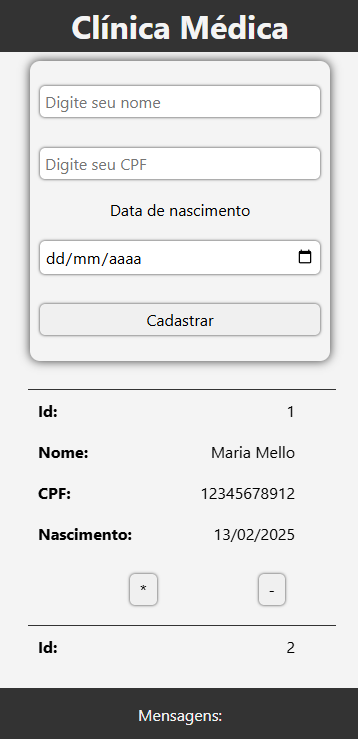 Clínica Médica
Digite seu nome
Digite seu CPF
Data de nascimento
dd/mm/aaaa
Cadastrar
Id: 1
Nome: Maria Mello
CPF: 12345678912
Nascimento: 13/02/2025
* -
Id: 2
Mensagens: